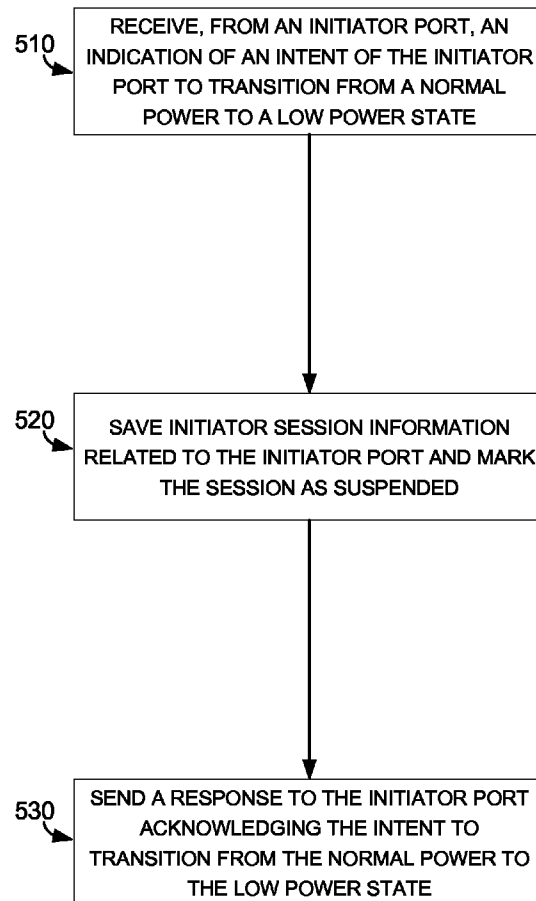 510
RECEIVE, FROM AN INITIATOR PORT, AN
INDICATION OF AN INTENT OF THE INITIATOR
PORT TO TRANSITION FROM A NORMAL
POWER TO A LOW POWER STATE
520
SAVE INITIATOR SESSION INFORMATION
RELATED TO THE INITIATOR PORT AND MARK
THE SESSION AS SUSPENDED
530
SEND A RESPONSE TO THE INITIATOR PORT
ACKNOWLEDGING THE INTENT TO
TRANSITION FROM THE NORMAL POWER TO
THE LOW POWER STATE